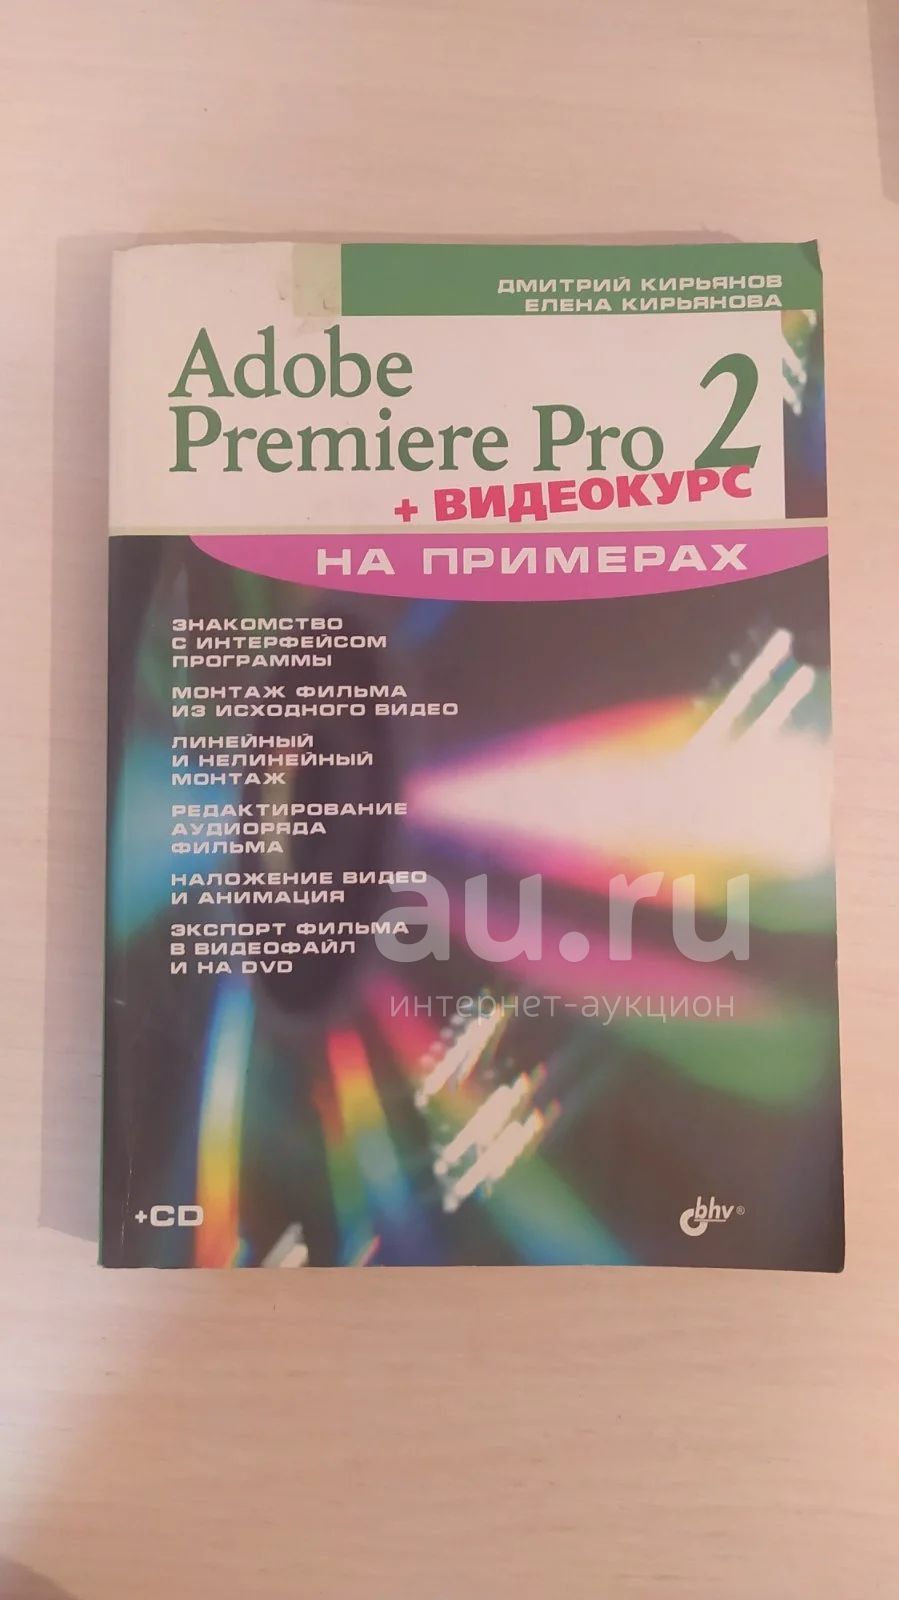 ДМИТРИЙ КИРЬЯНОВ
ЕЛЕНА КИРЬЯНОВА
Adobe
Premiere Pro 2
+ ВИДЕОКУРС
НА ПРИМЕРАХ
ЗНАКОМСТВО
С ИНТЕРФЕЙСОМ
ПРОГРАММЫ
МОНТАЖ ФИЛЬМА
ИЗ ИСХОДНОГО ВИДЕО
ЛИНЕЙНЫЙ
И НЕЛИНЕЙНЫЙ
МОНТАЖ
РЕДАКТИРОВАНИЕ
АУДИОРЯДА
ФИЛЬМА
НАЛОЖЕНИЕ ВИДЕО
И АНИМАЦИЯ
ЭКСПОРТ ФИЛЬМА
В ВИДЕОФАЙЛ
И НА DVD
au.ru
интернет-аукцион
+CD
bhv®